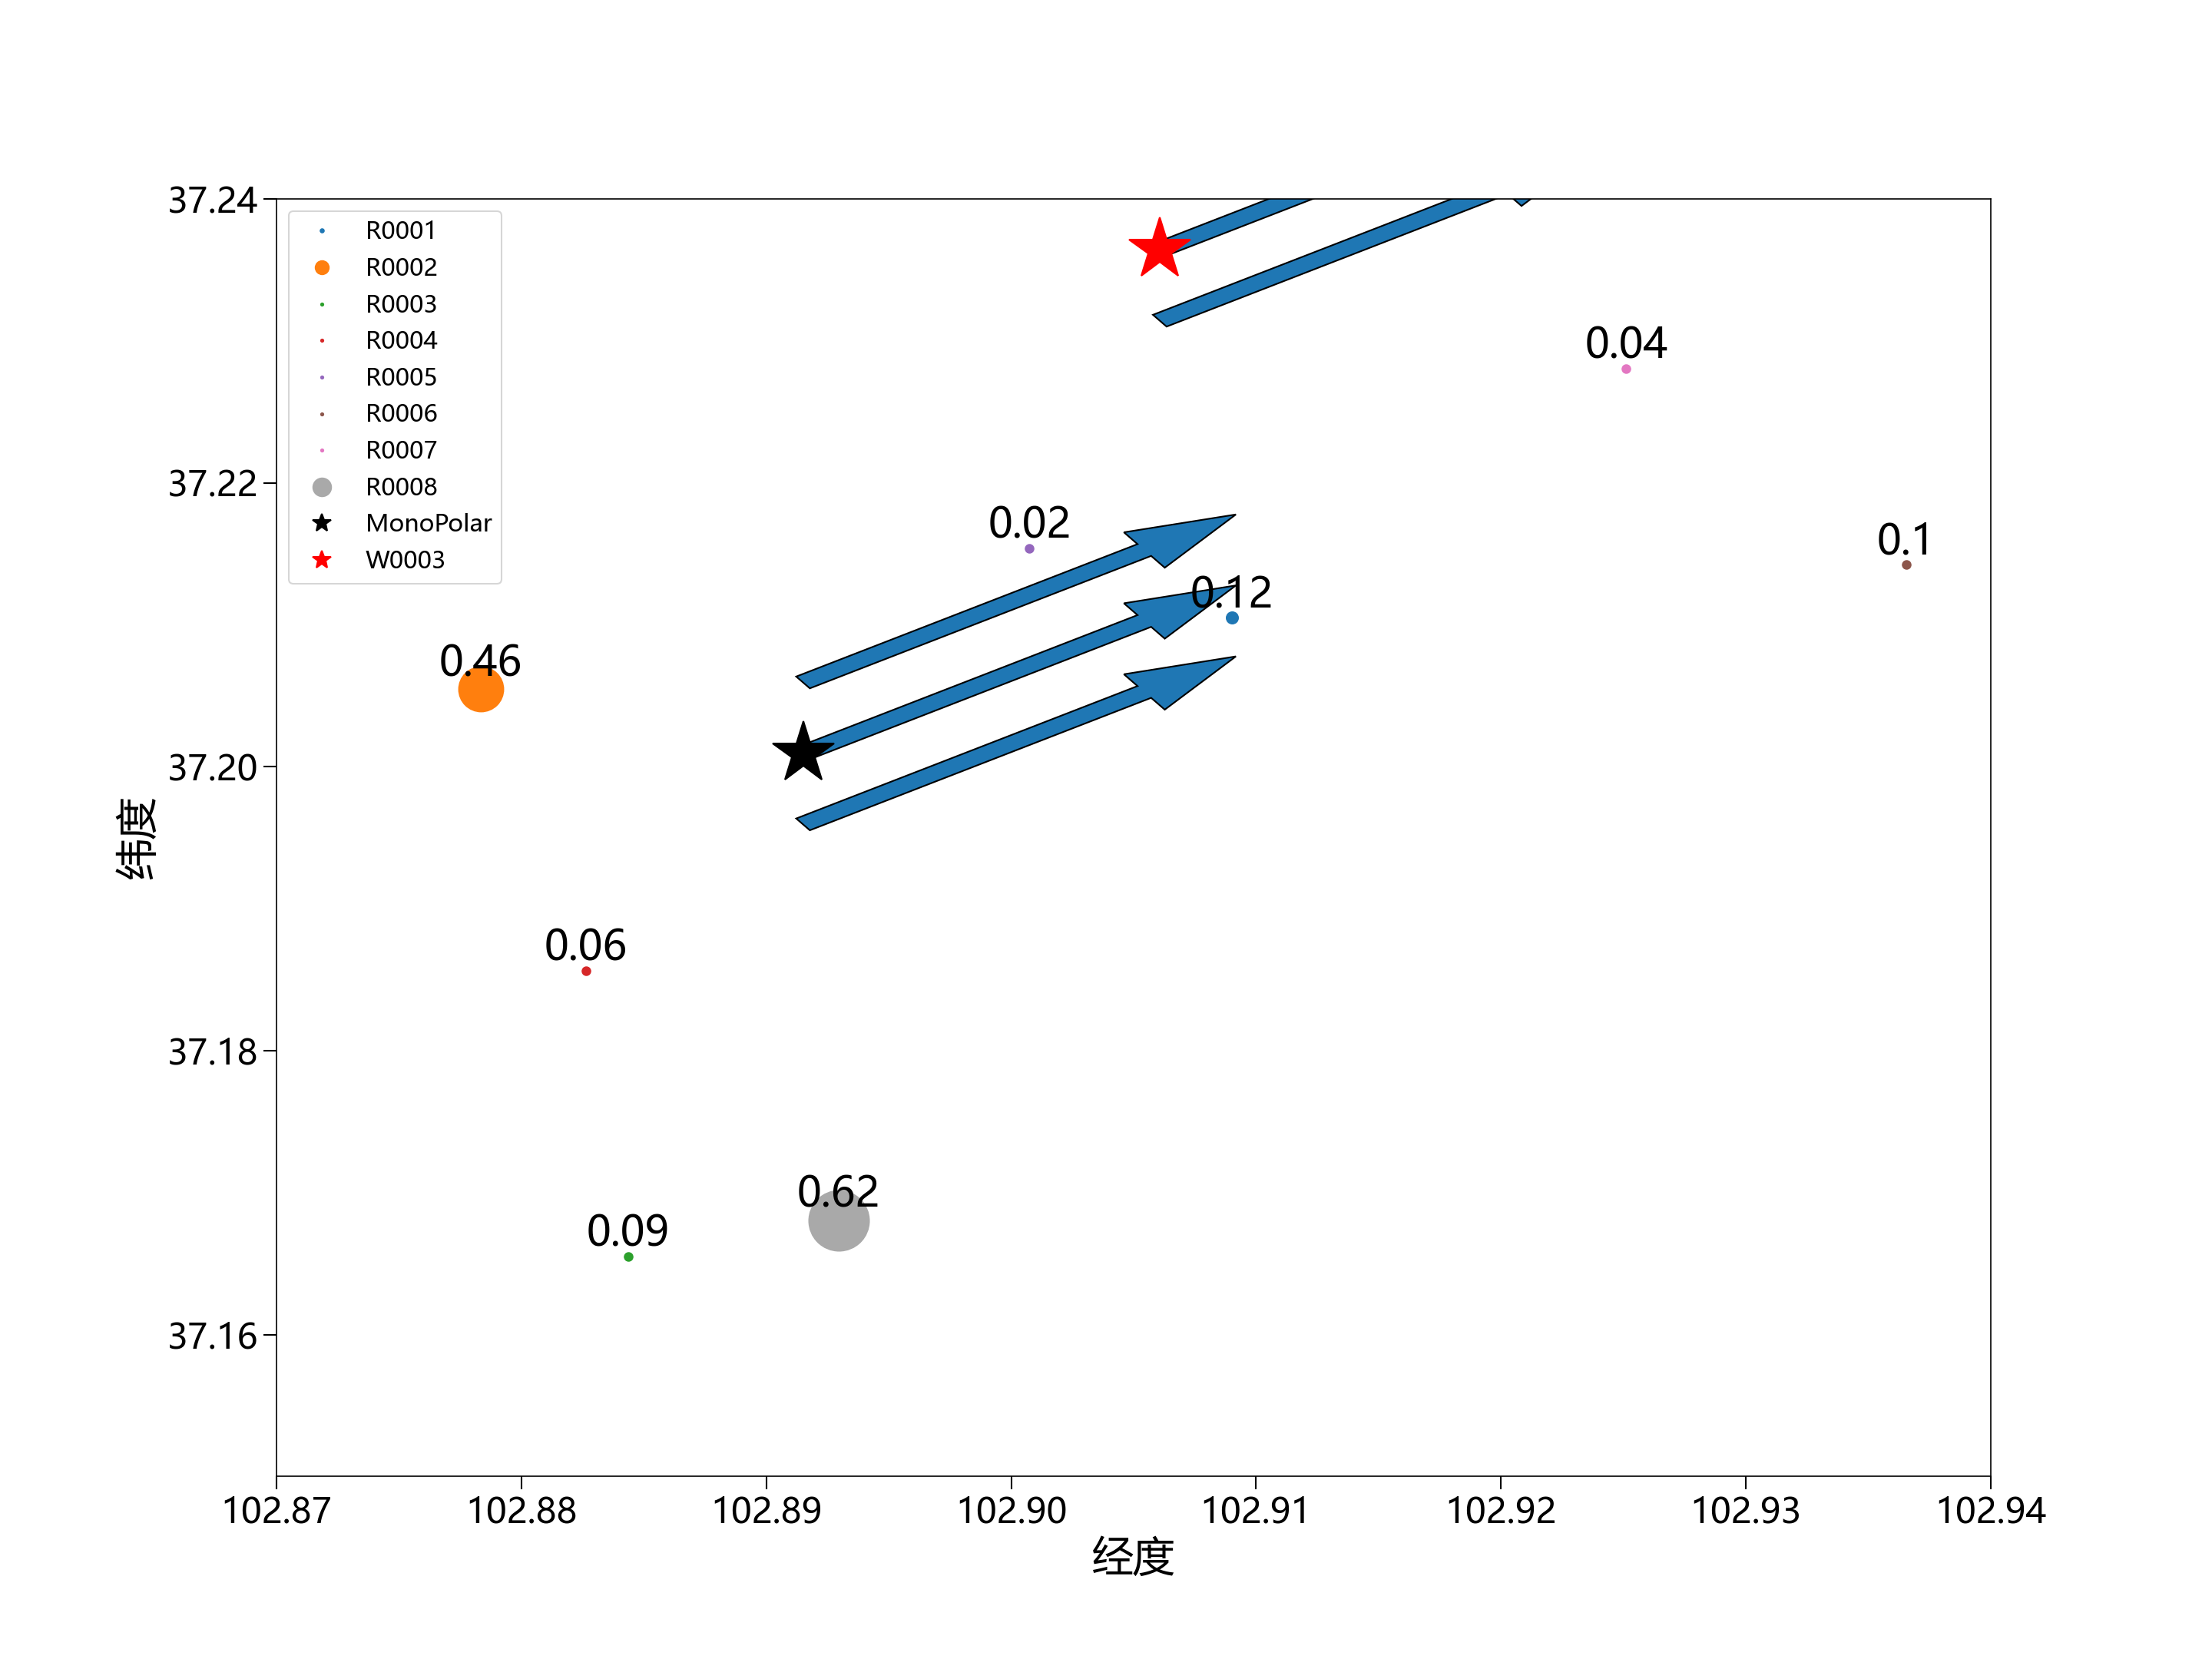 37.24
37.22
37.20
37.18
37.16
纬度
R0001
R0002
R0003
R0004
R0005
R0006
R0007
R0008
MonoPolar
W0003
0.04
0.02
0.1
0.12
0.46
0.06
0.62
0.09
102.87 102.88 102.89 102.90 102.91 102.92 102.93 102.94
经度